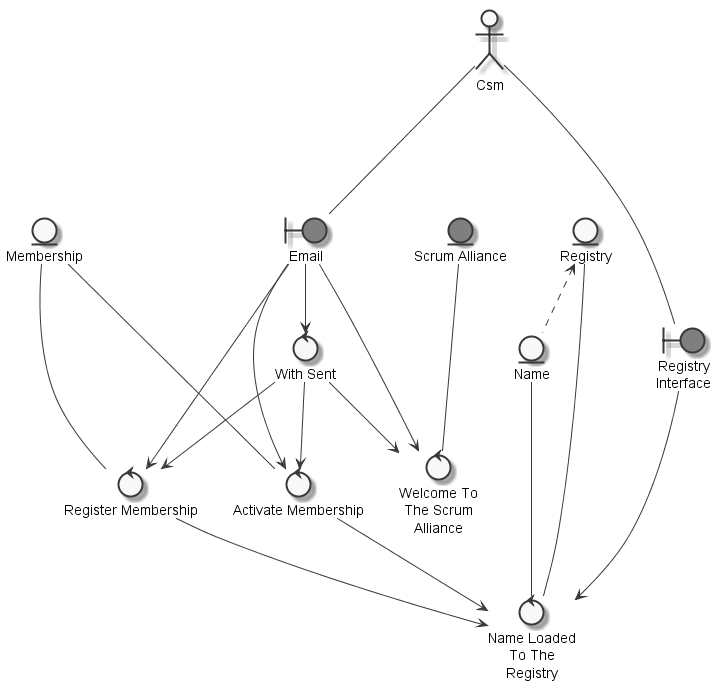 Csm
Membership
Email
Scrum Alliance
Registry
With Sent
Name
Registry
Interface
Register Membership
Activate Membership
Welcome To
The Scrum
Alliance
Name Loaded
To The
Registry